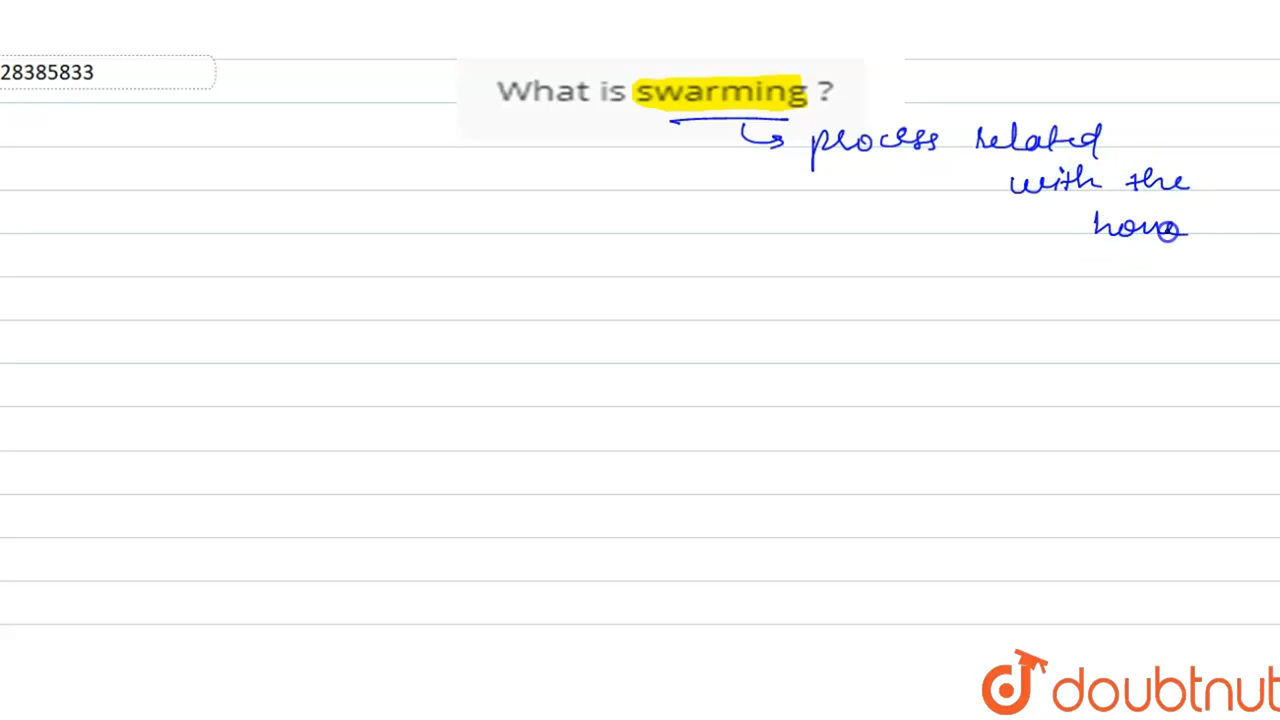 28385833
What is swarming ?
process related
with the
doubtnut